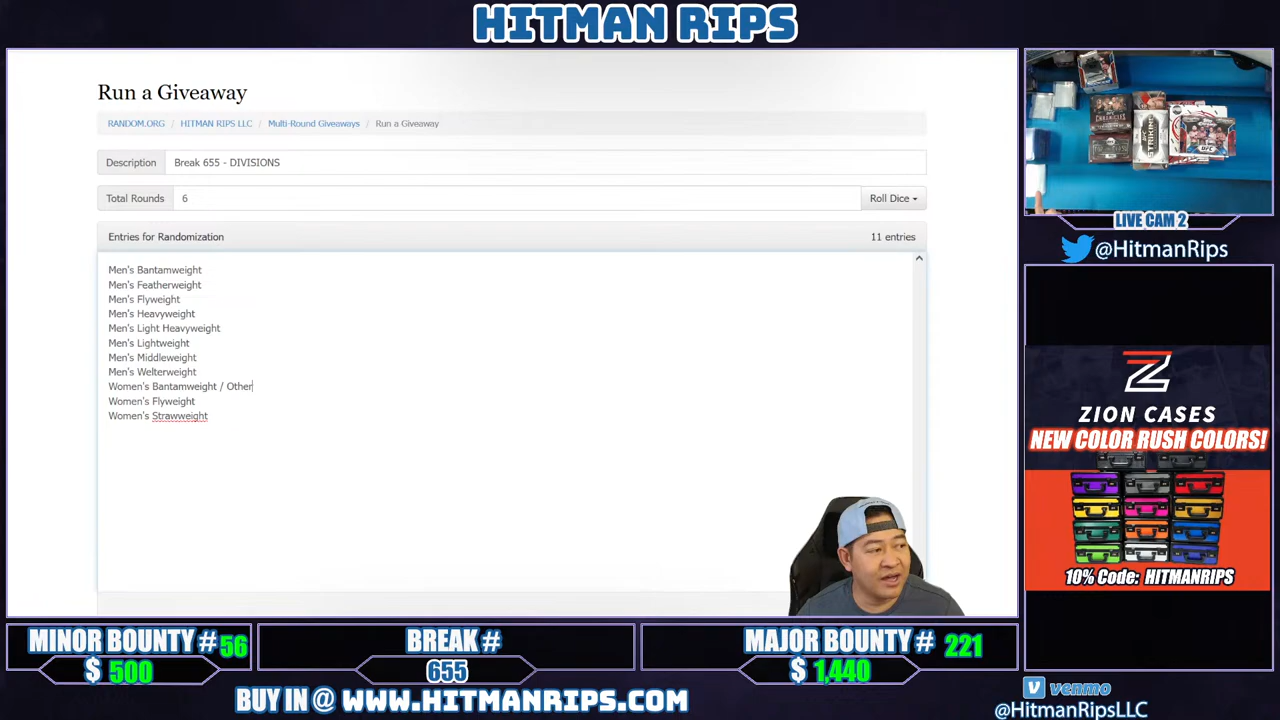 HITMAN RIPS
Run a Giveaway
RANDOM.ORG / HITMAN RIPS LLC / Multi-Round Giveaways / Run a Giveaway
Description Break 655 - DIVISIONS
Total Rounds 6 Roll Dice
Entries for Randomization 11 entries
Men's Bantamweight
Men's Featherweight
Men's Flyweight
Men's Heavyweight
Men's Light Heavyweight
Men's Lightweight
Men's Middleweight
Men's Welterweight
Women's Bantamweight / Other
Women's Flyweight
Women's Strawweight
CHRONICLES
STRIKING
UFC
LIVE CAM 2
@HitmanRips
Z
ZION CASES
NEW COLOR RUSH COLORS!
10% Code: HITMANRIPS
MINOR BOUNTY # 56
$ 500
BREAK #
655
MAJOR BOUNTY # 221
$ 1,440
BUY IN @ WWW.HITMANRIPS.COM
V venmo
@HitmanRipsLLC